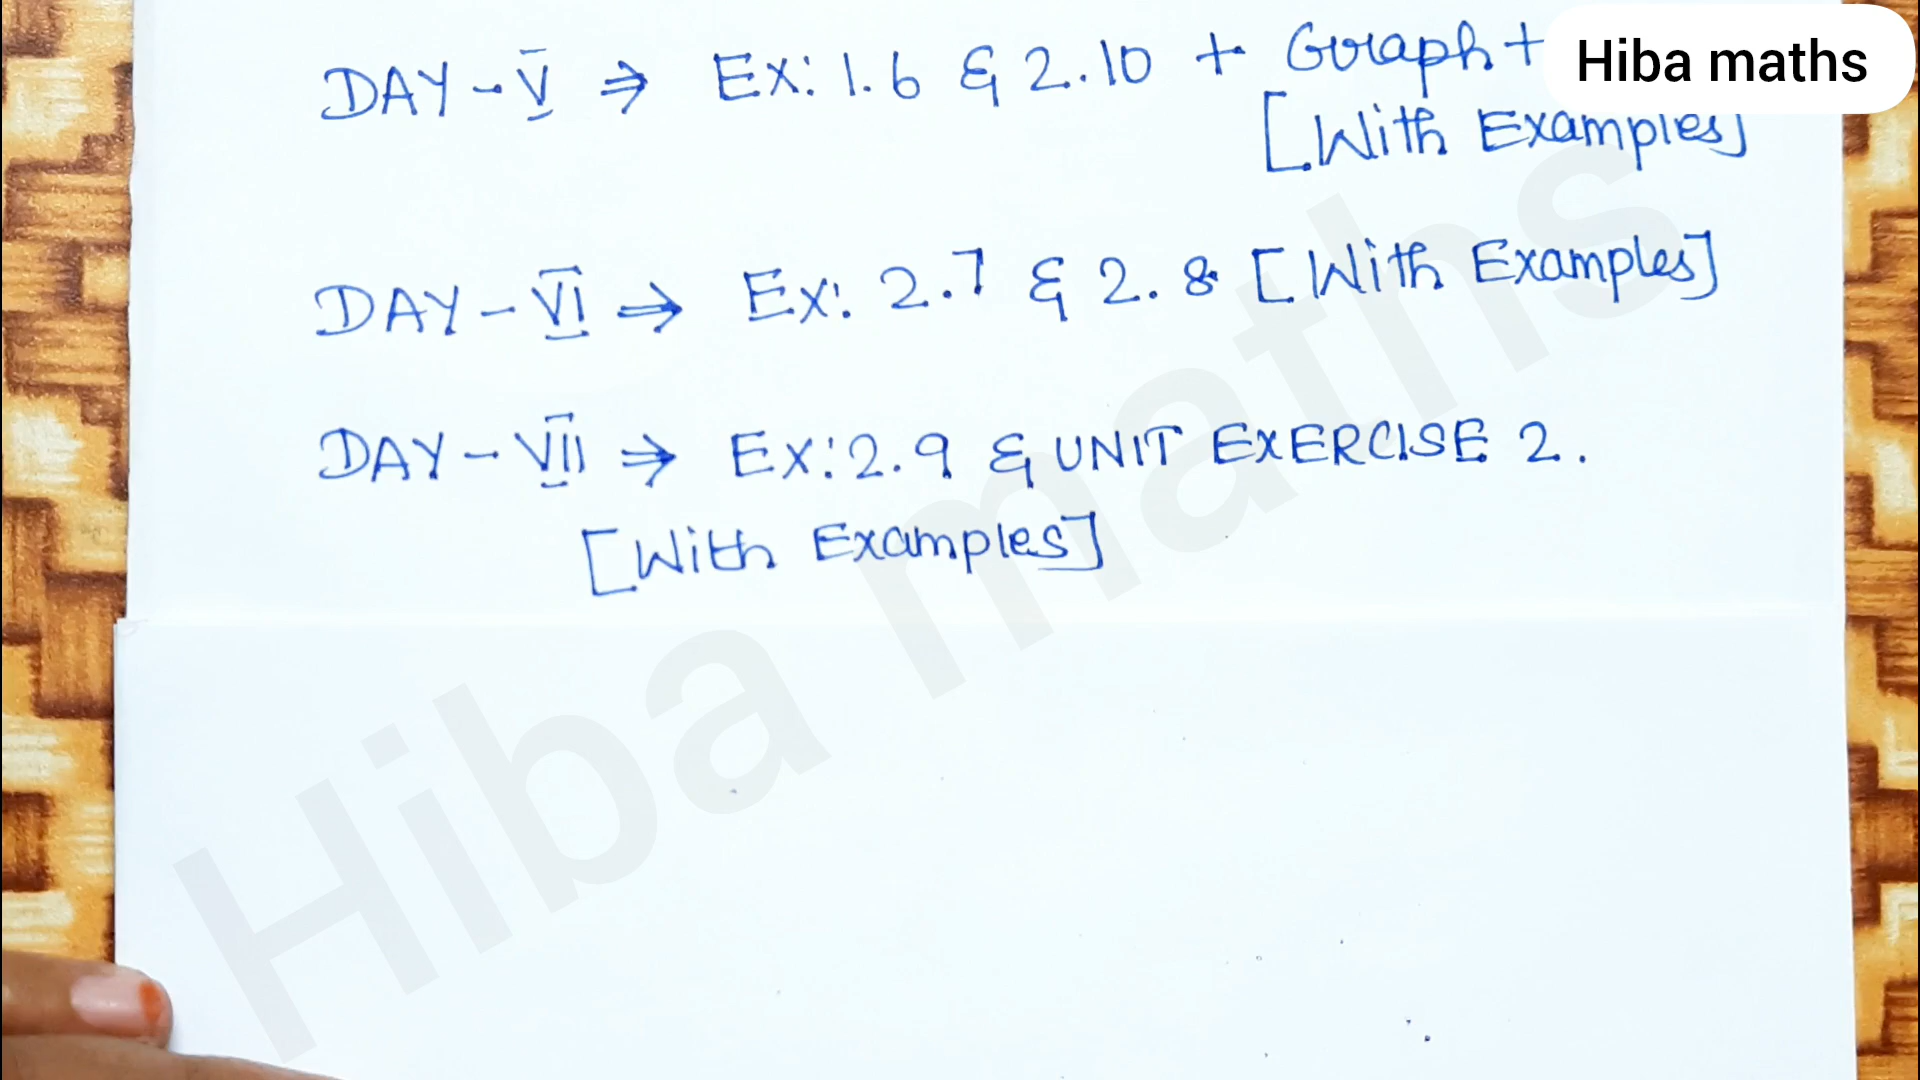 DAY - V ⇒ Ex: 1.6 & 2.10 + Graph +
Hiba maths
[With Examples]
DAY - VI ⇒ Ex: 2.7 & 2.8 [With Examples]
DAY - VII ⇒ Ex: 2.9 & UNIT EXERCISE 2.
[With Examples]
Hiba maths